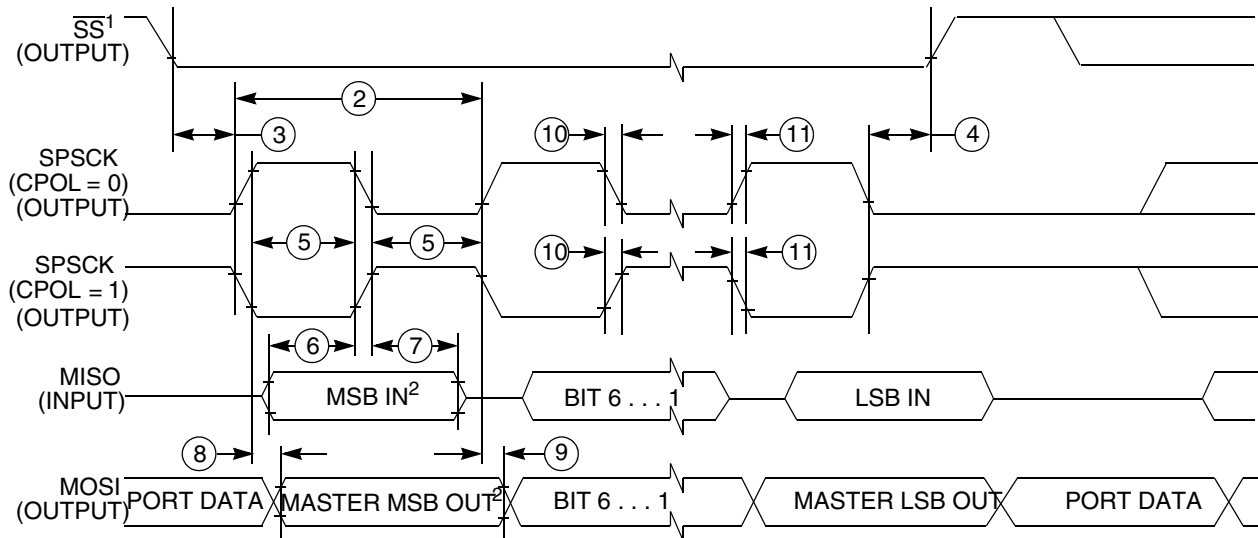 SS¹
(OUTPUT)
2
3
10
11
4
SPSCK
(CPOL = 0)
(OUTPUT)
5
5
10
11
SPSCK
(CPOL = 1)
(OUTPUT)
6
7
MISO
(INPUT)
MSB IN²
BIT 6 . . . 1
LSB IN
8
9
MOSI
(OUTPUT)
PORT DATA
MASTER MSB OUT²
BIT 6 . . . 1
MASTER LSB OUT
PORT DATA